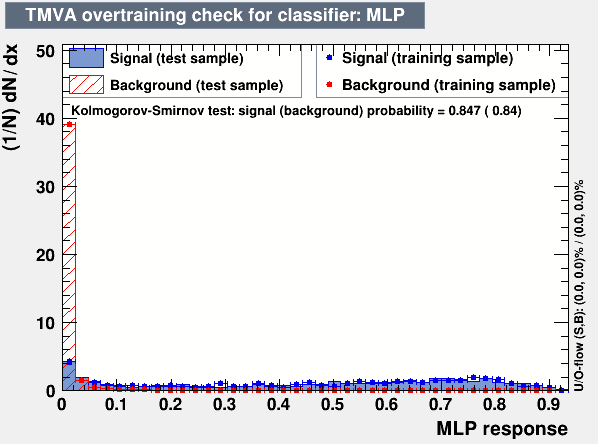 TMVA overtraining check for classifier: MLP
(1/N) dN/dx
50
40
30
20
10
0
Signal (test sample)
Background (test sample)
Signal (training sample)
Background (training sample)
Kolmogorov-Smirnov test: signal (background) probability = 0.847 ( 0.84)
0 0.1 0.2 0.3 0.4 0.5 0.6 0.7 0.8 0.9
MLP response
U/O-flow (S,B): (0.0, 0.0)% / (0.0, 0.0)%